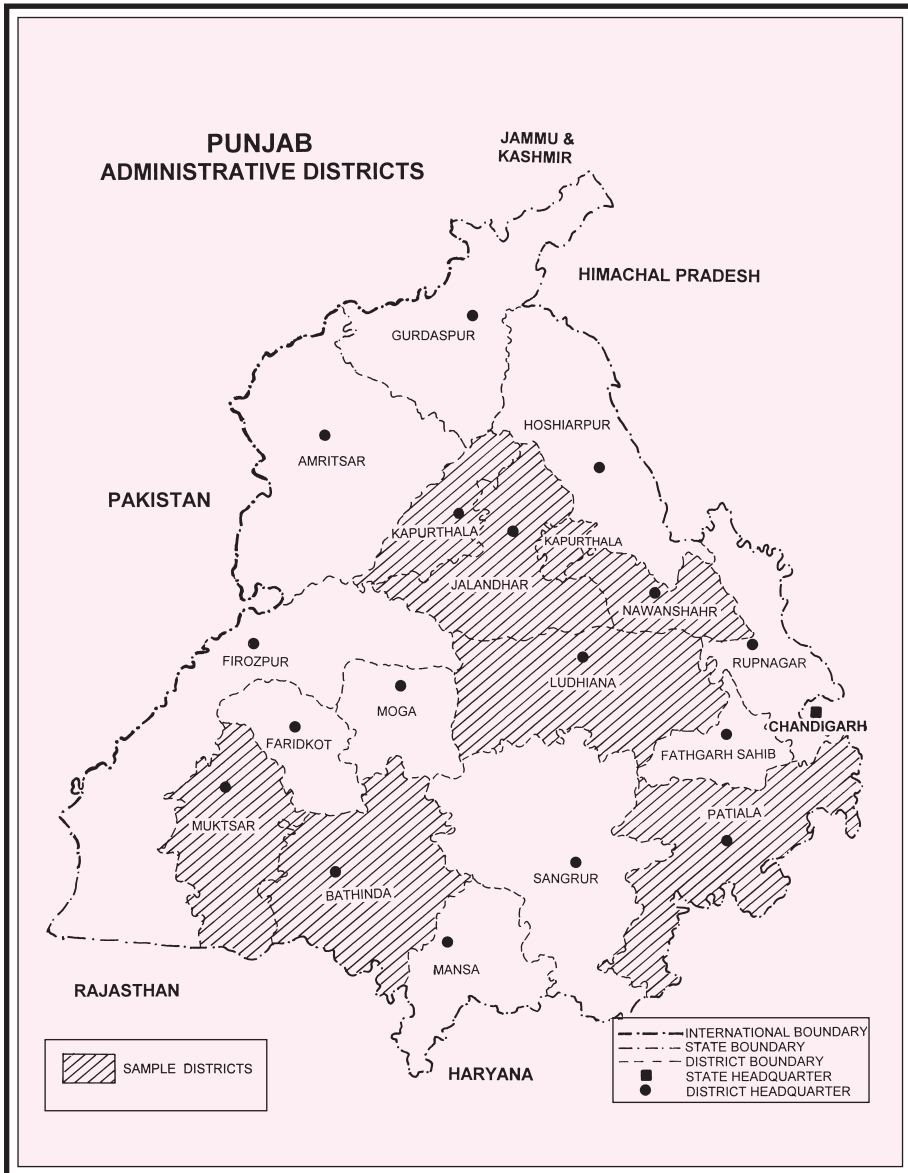 PUNJAB
ADMINISTRATIVE DISTRICTS
JAMMU &
KASHMIR
HIMACHAL PRADESH
GURDASPUR
HOSHIARPUR
AMRITSAR
PAKISTAN
KAPURTHALA
KAPURTHALA
JALANDHAR
NAWANSHAHR
FIROZPUR
LUDHIANA
RUPNAGAR
MOGA
CHANDIGARH
FARIDKOT
FATHGARH SAHIB
MUKTSAR
PATIALA
BATHINDA
SANGRUR
MANSA
RAJASTHAN
HARYANA
SAMPLE DISTRICTS
INTERNATIONAL BOUNDARY
STATE BOUNDARY
DISTRICT BOUNDARY
STATE HEADQUARTER
DISTRICT HEADQUARTER